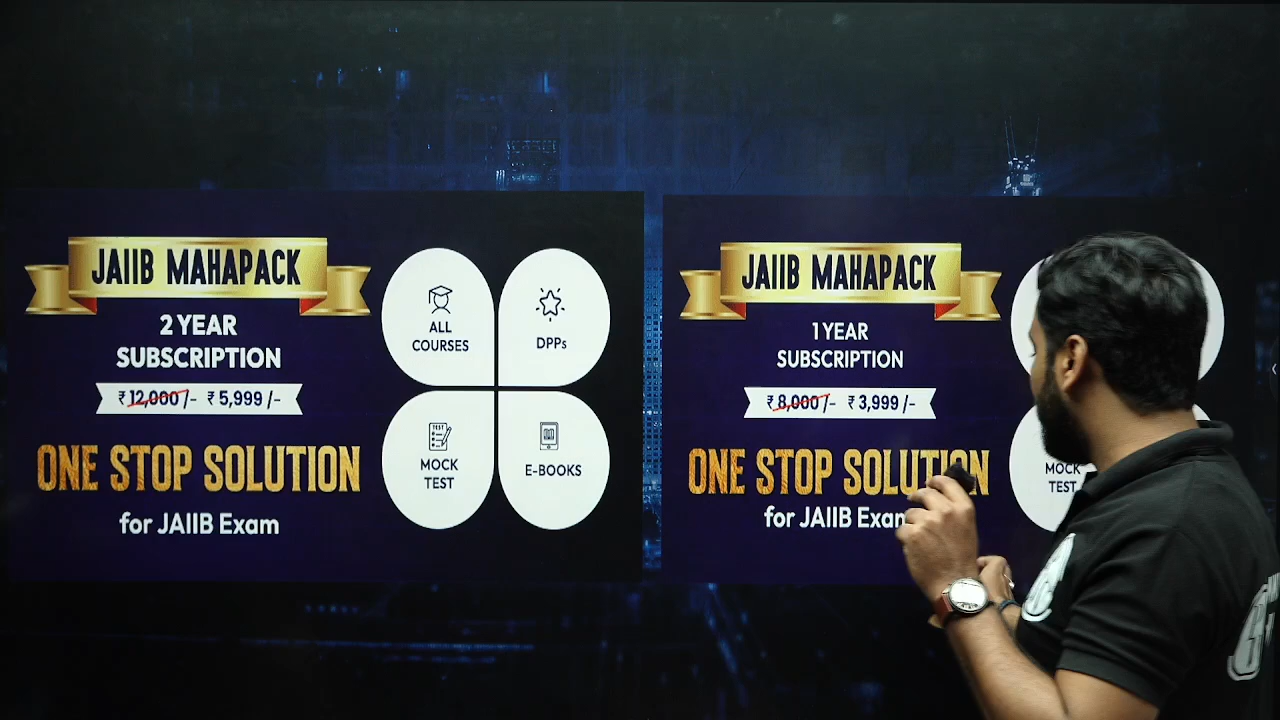 JAIIB MAHAPACK
2 YEAR
SUBSCRIPTION
₹ 12,000 /- ₹ 5,999 /-
ONE STOP SOLUTION
for JAIIB Exam
ALL
COURSES
DPPs
TEST
MOCK
TEST
E-BOOKS
JAIIB MAHAPACK
1 YEAR
SUBSCRIPTION
₹ 8,000 /- ₹ 3,999 /-
ONE STOP SOLUTION
for JAIIB Exam
MOCK
TEST